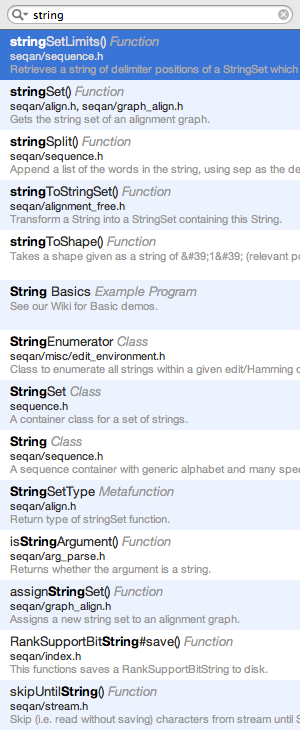 string
stringSetLimits() Function
seqan/sequence.h
Retrieves a string of delimiter positions of a StringSet which
stringSet() Function
seqan/align.h, seqan/graph_align.h
Gets the string set of an alignment graph.
stringSplit() Function
seqan/sequence.h
Append a list of the words in the string, using sep as the de
stringToStringSet() Function
seqan/alignment_free.h
Transform a String into a StringSet containing this String.
stringToShape() Function
Takes a shape given as a string of &#39;1&#39; (relevant po
String Basics Example Program
See our Wiki for Basic demos.
StringEnumerator Class
seqan/misc/edit_environment.h
Class to enumerate all strings within a given edit/Hamming d
StringSet Class
sequence.h
A container class for a set of strings.
String Class
seqan/sequence.h
A sequence container with generic alphabet and many spec
StringSetType Metafunction
seqan/align.h
Return type of stringSet function.
isStringArgument() Function
seqan/arg_parse.h
Returns whether the argument is a string.
assignStringSet() Function
seqan/graph_align.h
Assigns a new string set to an alignment graph.
RankSupportBitString#save() Function
seqan/index.h
This functions saves a RankSupportBitString to disk.
skipUntilString() Function
seqan/stream.h
Skip (i.e. read without saving) characters from stream until S